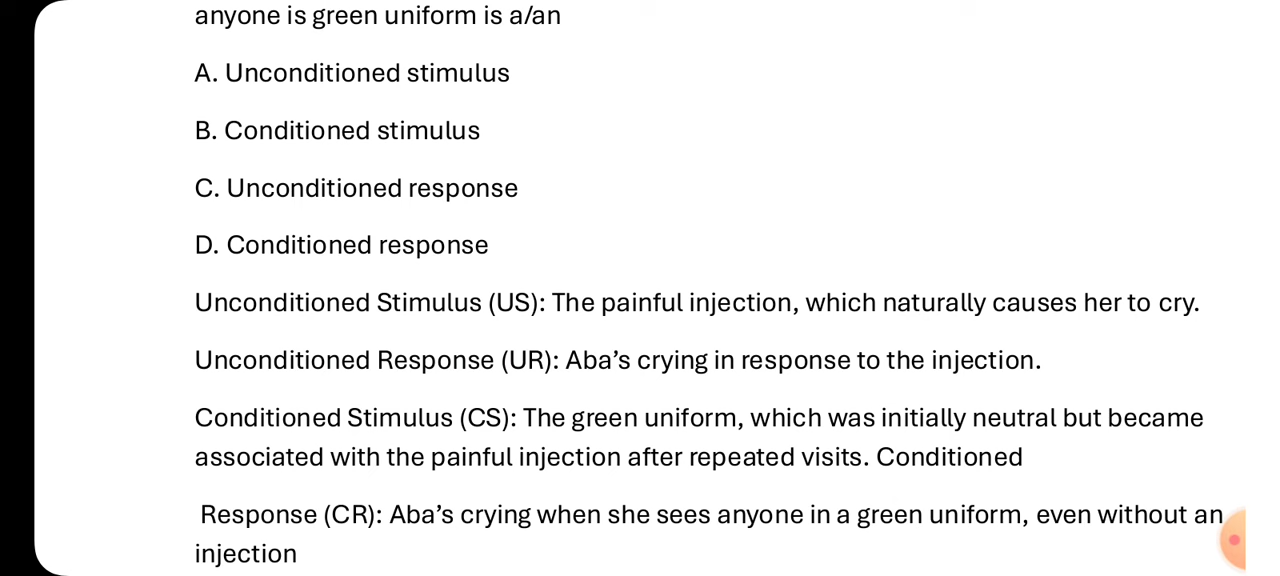 anyone is green uniform is a/an
A. Unconditioned stimulus
B. Conditioned stimulus
C. Unconditioned response
D. Conditioned response
Unconditioned Stimulus (US): The painful injection, which naturally causes her to cry.
Unconditioned Response (UR): Aba’s crying in response to the injection.
Conditioned Stimulus (CS): The green uniform, which was initially neutral but became
associated with the painful injection after repeated visits. Conditioned
Response (CR): Aba’s crying when she sees anyone in a green uniform, even without an
injection